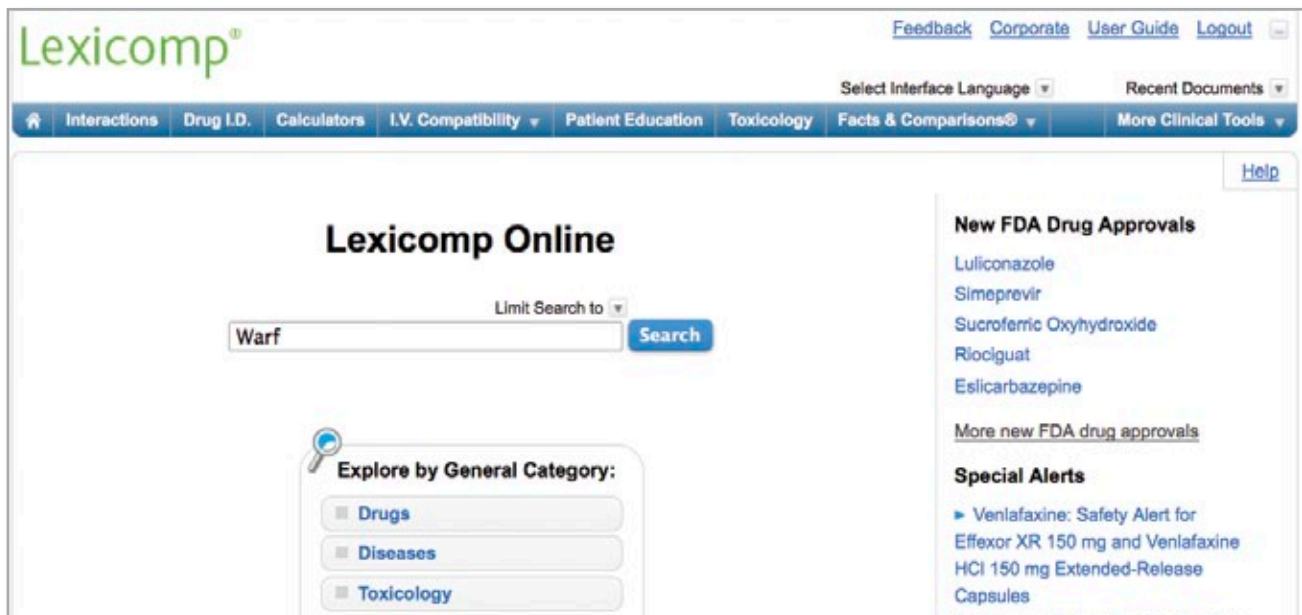 Lexicomp®
Feedback Corporate User Guide Logout
Select Interface Language Recent Documents
Interactions Drug I.D. Calculators I.V. Compatibility Patient Education Toxicology Facts & Comparisons® More Clinical Tools
Help
Lexicomp Online
Limit Search to
Warf Search
Explore by General Category:
Drugs
Diseases
Toxicology
New FDA Drug Approvals
Luliconazole
Simeprevir
Sucroferric Oxyhydroxide
Riociguat
Eslicarbazepine
More new FDA drug approvals
Special Alerts
Venlafaxine: Safety Alert for
Effexor XR 150 mg and Venlafaxine
HCl 150 mg Extended-Release
Capsules